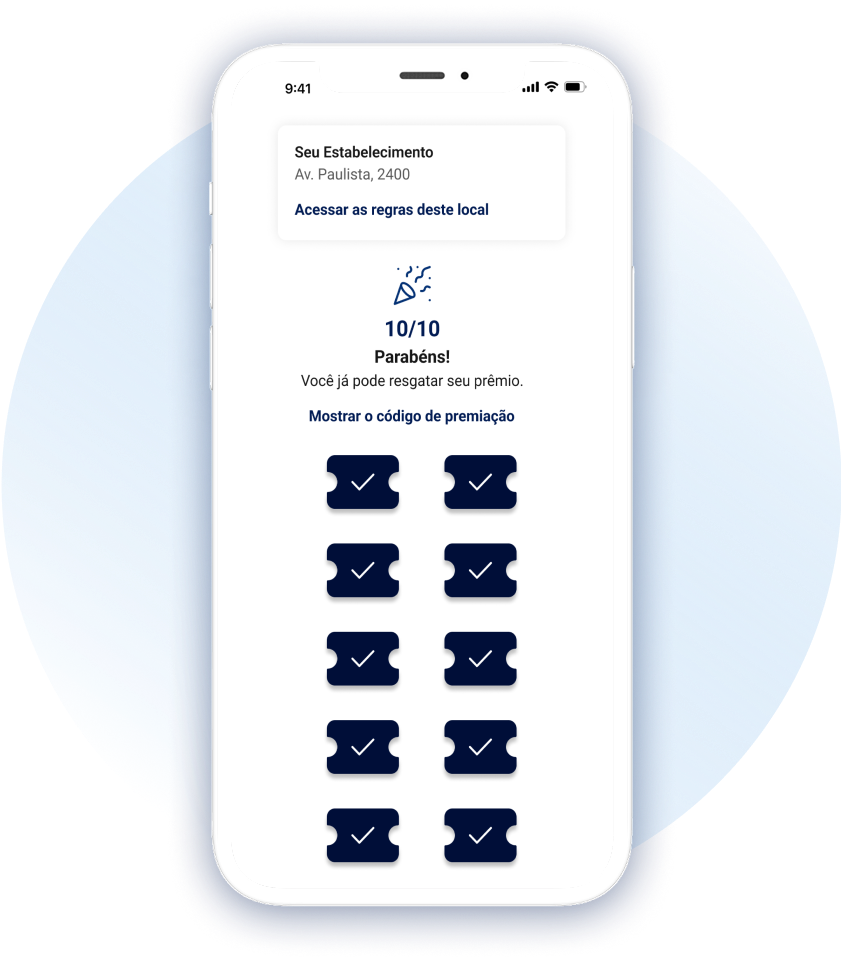 9:41
Seu Estabelecimento
Av. Paulista, 2400
Acessar as regras deste local
10/10
Parabéns!
Você já pode resgatar seu prêmio.
Mostrar o código de premiação